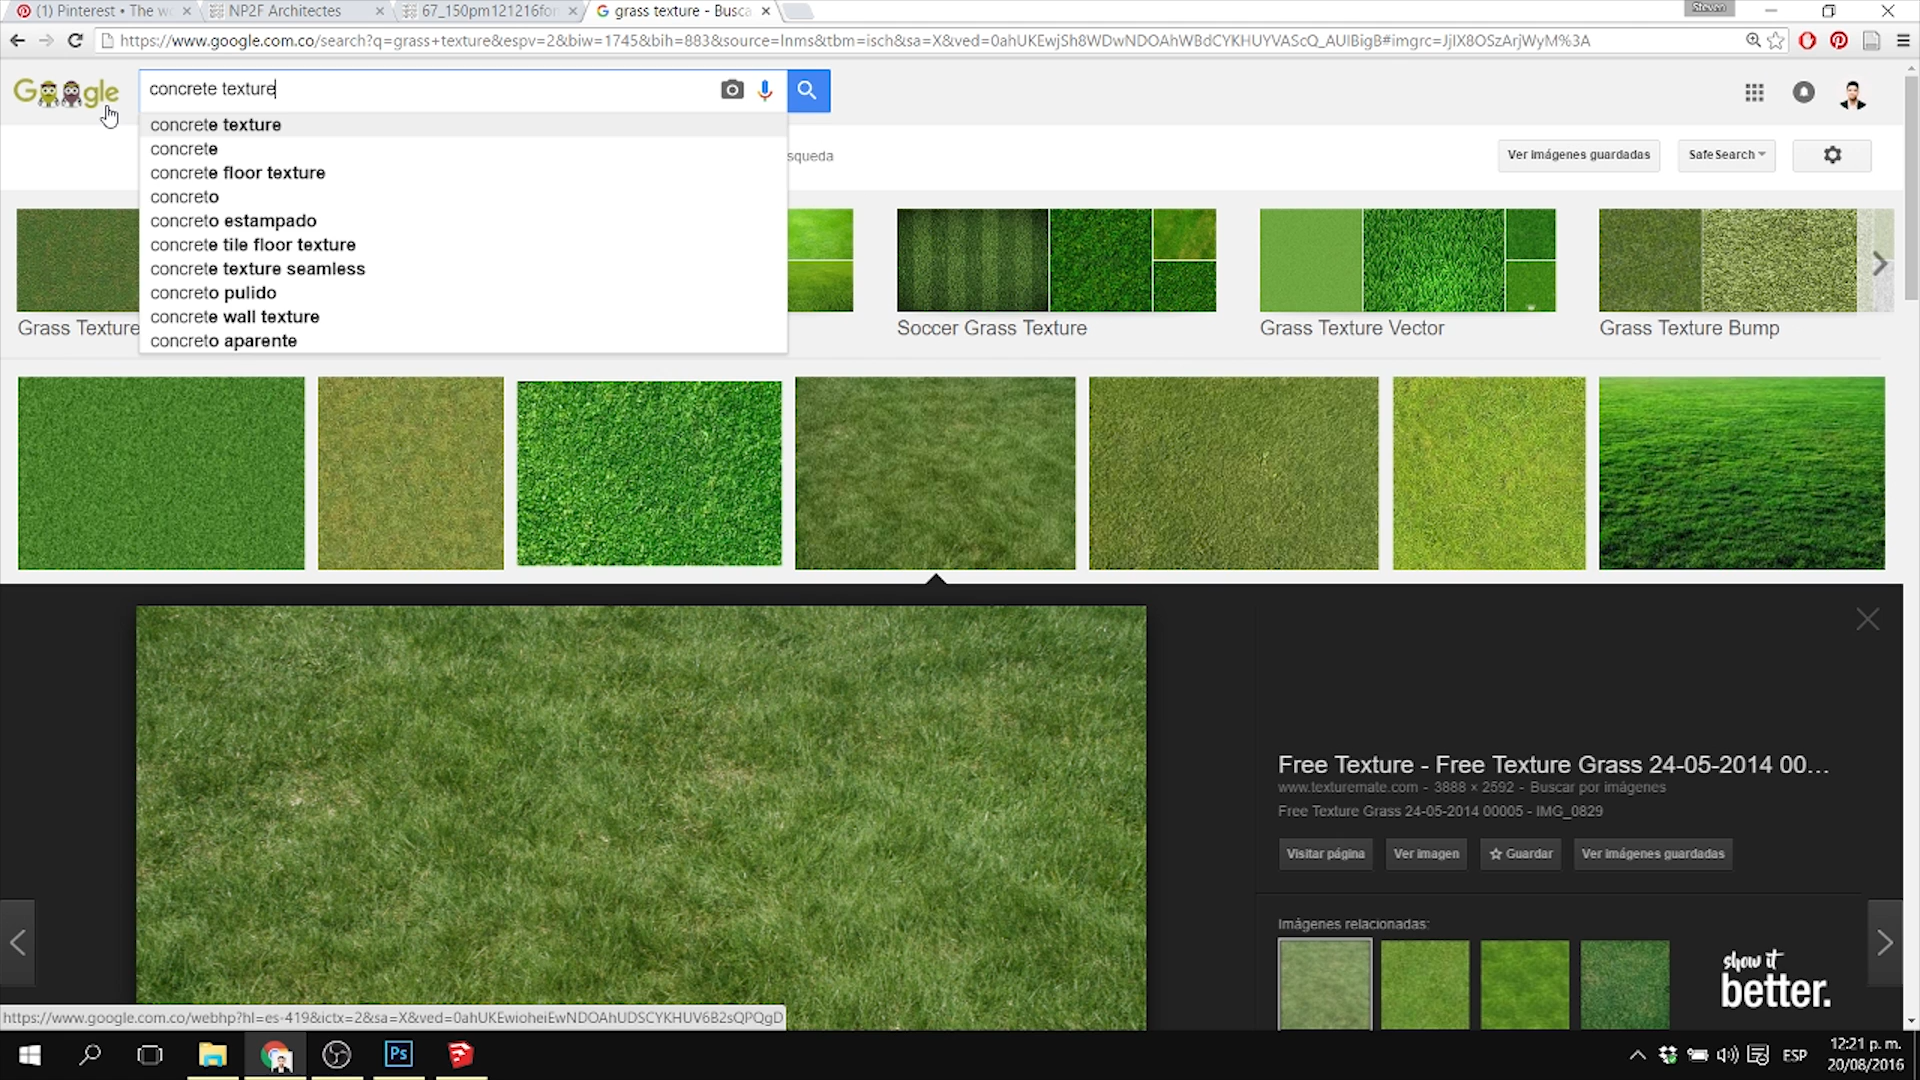 (1) Pinterest • The w
NP2F Architectes
67_150pm121216for
grass texture - Busca
Steven
https://www.google.com.co/search?q=grass+texture&espv=2&biw=1745&bih=883&source=lnms&tbm=isch&sa=X&ved=0ahUKEwjSh8WDwNDOAhWBdCYKHUYVAScQ_AUIBigB#imgrc=JjIX8OSzArjWyM%3A
Google
concrete texture
concrete texture
concrete
concrete floor texture
concreto
concreto estampado
concrete tile floor texture
concrete texture seamless
concreto pulido
concrete wall texture
concreto aparente
squeda
Ver imágenes guardadas
SafeSearch
Grass Texture
Soccer Grass Texture
Grass Texture Vector
Grass Texture Bump
Free Texture - Free Texture Grass 24-05-2014 00...
www.texturemate.com - 3888 × 2592 - Buscar por imágenes
Free Texture Grass 24-05-2014 00005 - IMG_0829
Visitar página
Ver imagen
Guardar
Ver imágenes guardadas
Imágenes relacionadas:
show it
better.
https://www.google.com.co/webhp?hl=es-419&ictx=2&sa=X&ved=0ahUKEwioheiEwNDOAhUDSCYKHUV6B2sQPQgD
Ps
ESP
12:21 p. m.
20/08/2016